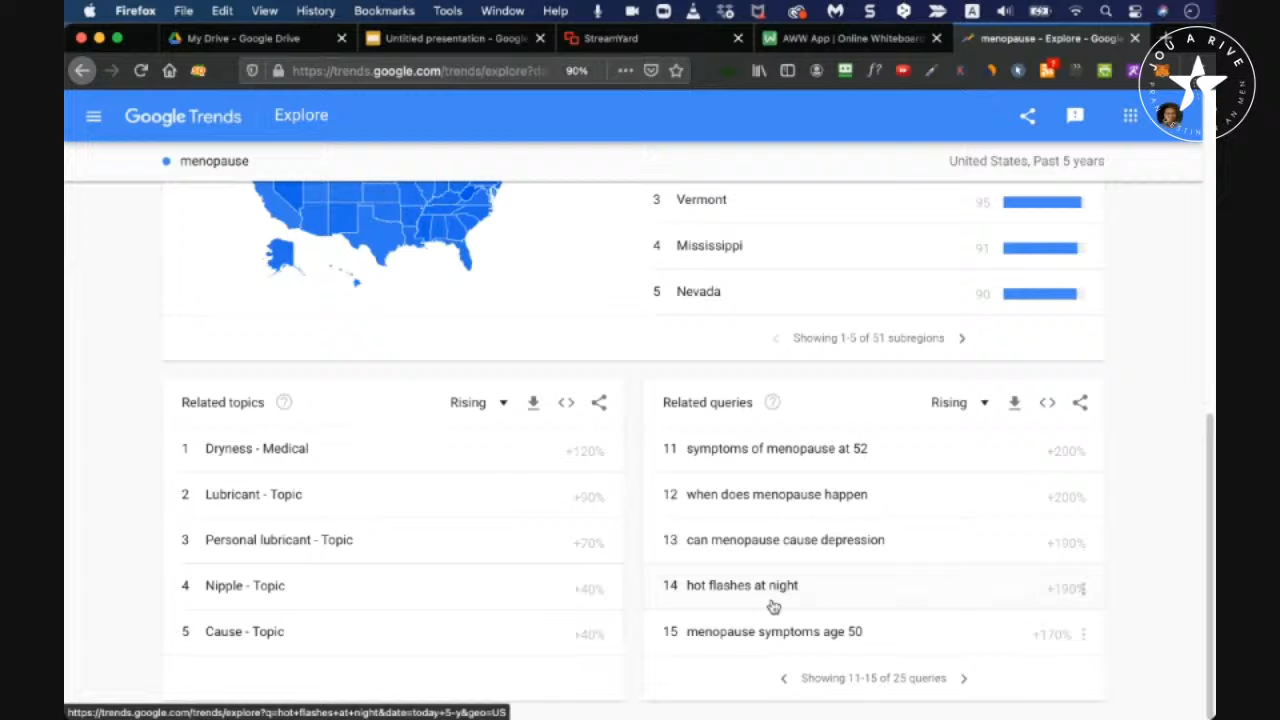 Firefox File Edit View History Bookmarks Tools Window Help
My Drive - Google Drive
Untitled presentation - Google
StreamYard
AWW App | Online Whiteboard
menopause - Explore - Google
https://trends.google.com/trends/explore?d
90%
Google Trends
Explore
menopause
United States, Past 5 years
3 Vermont 95
4 Mississippi 91
5 Nevada 90
Showing 1-5 of 51 subregions
Related topics
Rising
1 Dryness - Medical +120%
2 Lubricant - Topic +90%
3 Personal lubricant - Topic +70%
4 Nipple - Topic +40%
5 Cause - Topic +40%
Related queries
Rising
11 symptoms of menopause at 52 +200%
12 when does menopause happen +200%
13 can menopause cause depression +190%
14 hot flashes at night +190%
15 menopause symptoms age 50 +170%
Showing 11-15 of 25 queries
https://trends.google.com/trends/explore?q=hot+flashes+at+night&date=today+5-y&geo=US